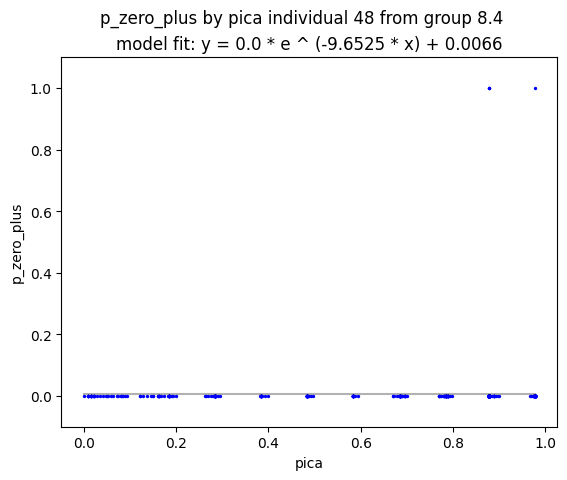 p_zero_plus by pica individual 48 from group 8.4
model fit: y = 0.0 * e ^ (-9.6525 * x) + 0.0066
1.0
0.8
0.6
0.4
0.2
0.0
p_zero_plus
0.0 0.2 0.4 0.6 0.8 1.0
pica